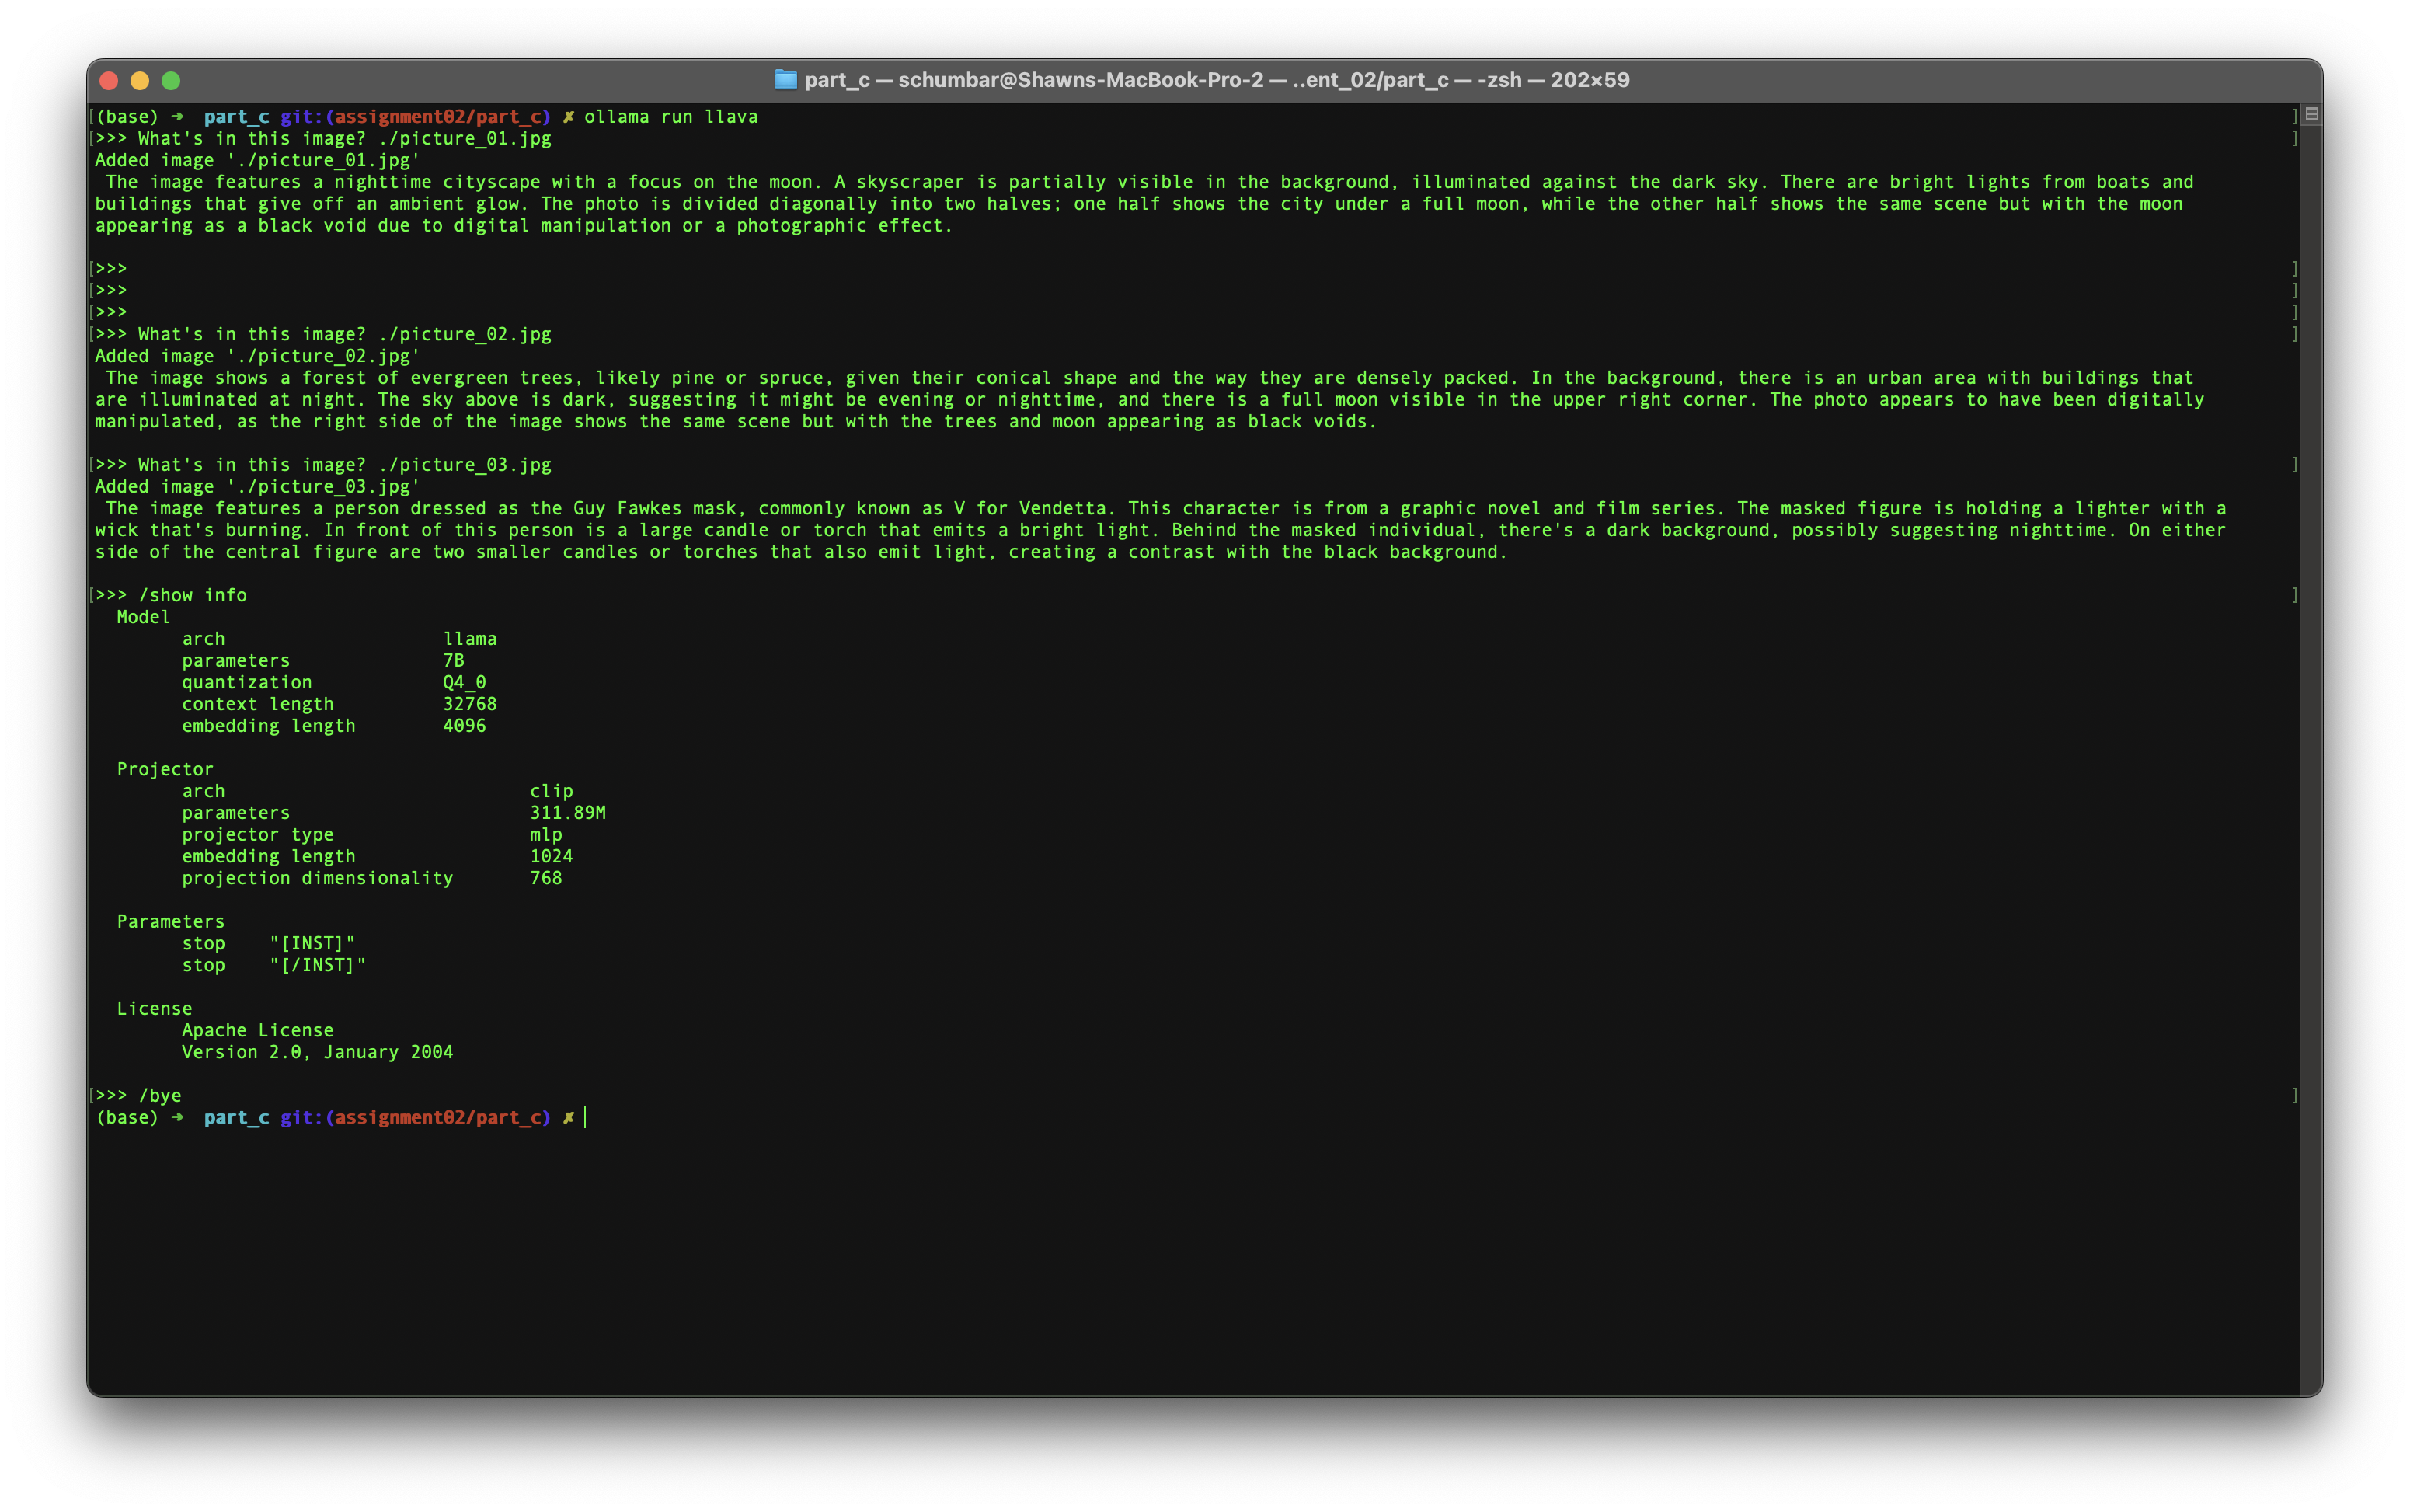 part_c — schumbar@Shawns-MacBook-Pro-2 — ..ent_02/part_c — -zsh — 202×59
[(base) ➜  part_c git:(assignment02/part_c) ✗ ollama run llava ]
[>>> What's in this image? ./picture_01.jpg ]
Added image './picture_01.jpg'
 The image features a nighttime cityscape with a focus on the moon. A skyscraper is partially visible in the background, illuminated against the dark sky. There are bright lights from boats and
buildings that give off an ambient glow. The photo is divided diagonally into two halves; one half shows the city under a full moon, while the other half shows the same scene but with the moon
appearing as a black void due to digital manipulation or a photographic effect.
[>>> ]
[>>> ]
[>>> ]
[>>> What's in this image? ./picture_02.jpg ]
Added image './picture_02.jpg'
 The image shows a forest of evergreen trees, likely pine or spruce, given their conical shape and the way they are densely packed. In the background, there is an urban area with buildings that
are illuminated at night. The sky above is dark, suggesting it might be evening or nighttime, and there is a full moon visible in the upper right corner. The photo appears to have been digitally
manipulated, as the right side of the image shows the same scene but with the trees and moon appearing as black voids.
[>>> What's in this image? ./picture_03.jpg ]
Added image './picture_03.jpg'
 The image features a person dressed as the Guy Fawkes mask, commonly known as V for Vendetta. This character is from a graphic novel and film series. The masked figure is holding a lighter with a
wick that's burning. In front of this person is a large candle or torch that emits a bright light. Behind the masked individual, there's a dark background, possibly suggesting nighttime. On either
side of the central figure are two smaller candles or torches that also emit light, creating a contrast with the black background.
[>>> /show info ]
Model
arch llama
parameters 7B
quantization Q4_0
context length 32768
embedding length 4096
Projector
arch clip
parameters 311.89M
projector type mlp
embedding length 1024
projection dimensionality 768
Parameters
stop "[INST]"
stop "[/INST]"
License
Apache License
Version 2.0, January 2004
[>>> /bye ]
(base) ➜  part_c git:(assignment02/part_c) ✗